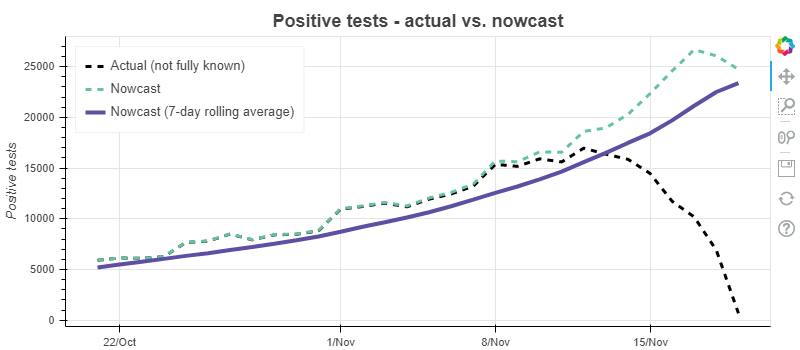 Positive tests - actual vs. nowcast
Actual (not fully known)
Nowcast
Nowcast (7-day rolling average)
Positive tests
25000
20000
15000
10000
5000
0
22/Oct
1/Nov
8/Nov
15/Nov